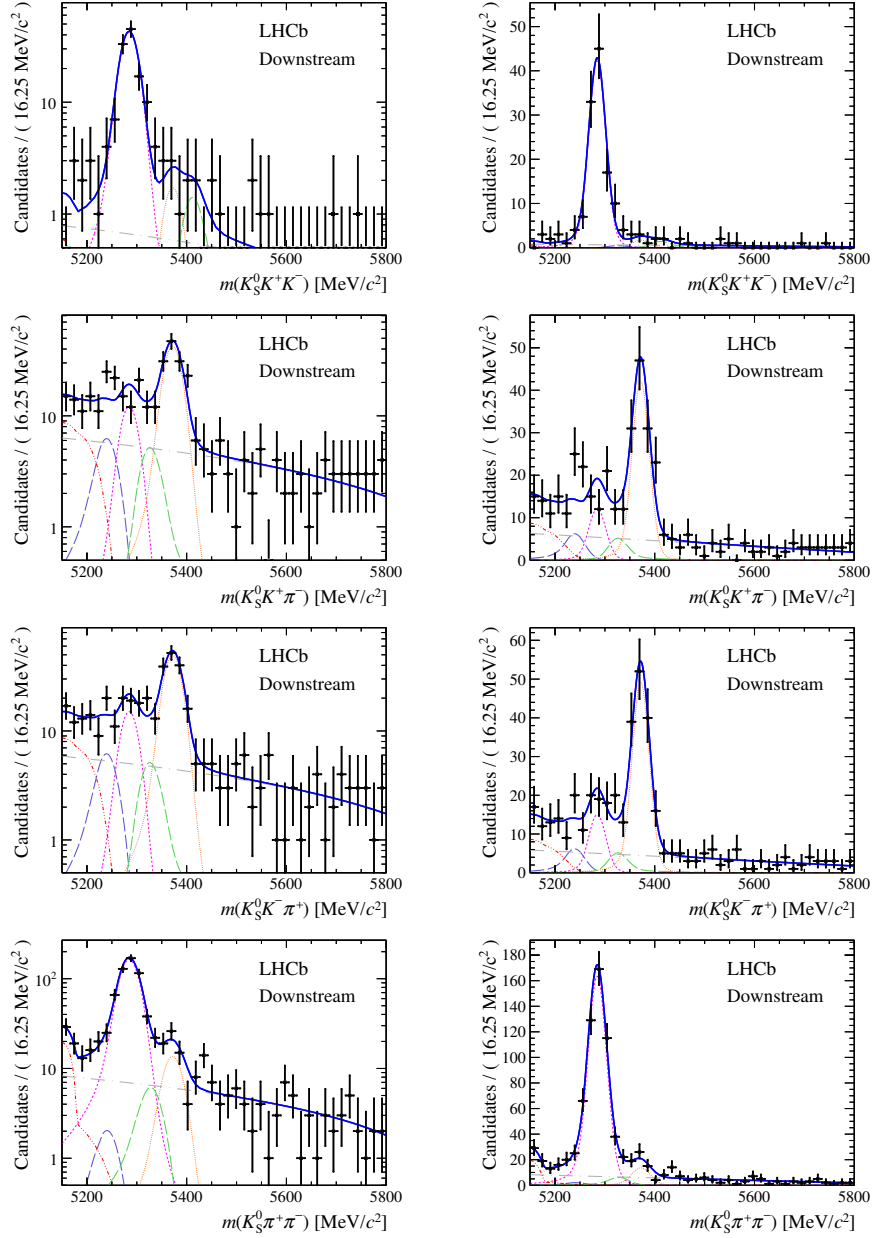 Candidates / ( 16.25 MeV/c² )
LHCb
Downstream
10
1
5200 5400 5600 5800
m(K⁰_S K⁺K⁻) [MeV/c²]
Candidates / ( 16.25 MeV/c² )
LHCb
Downstream
50
40
30
20
10
0
5200 5400 5600 5800
m(K⁰_S K⁺K⁻) [MeV/c²]
Candidates / ( 16.25 MeV/c² )
LHCb
Downstream
10
1
5200 5400 5600 5800
m(K⁰_S K⁺π⁻) [MeV/c²]
Candidates / ( 16.25 MeV/c² )
LHCb
Downstream
50
40
30
20
10
0
5200 5400 5600 5800
m(K⁰_S K⁺π⁻) [MeV/c²]
Candidates / ( 16.25 MeV/c² )
LHCb
Downstream
10
1
5200 5400 5600 5800
m(K⁰_S K⁻π⁺) [MeV/c²]
Candidates / ( 16.25 MeV/c² )
LHCb
Downstream
60
50
40
30
20
10
0
5200 5400 5600 5800
m(K⁰_S K⁻π⁺) [MeV/c²]
Candidates / ( 16.25 MeV/c² )
LHCb
Downstream
10²
10
1
5200 5400 5600 5800
m(K⁰_S π⁺π⁻) [MeV/c²]
Candidates / ( 16.25 MeV/c² )
LHCb
Downstream
180
160
140
120
100
80
60
40
20
0
5200 5400 5600 5800
m(K⁰_S π⁺π⁻) [MeV/c²]